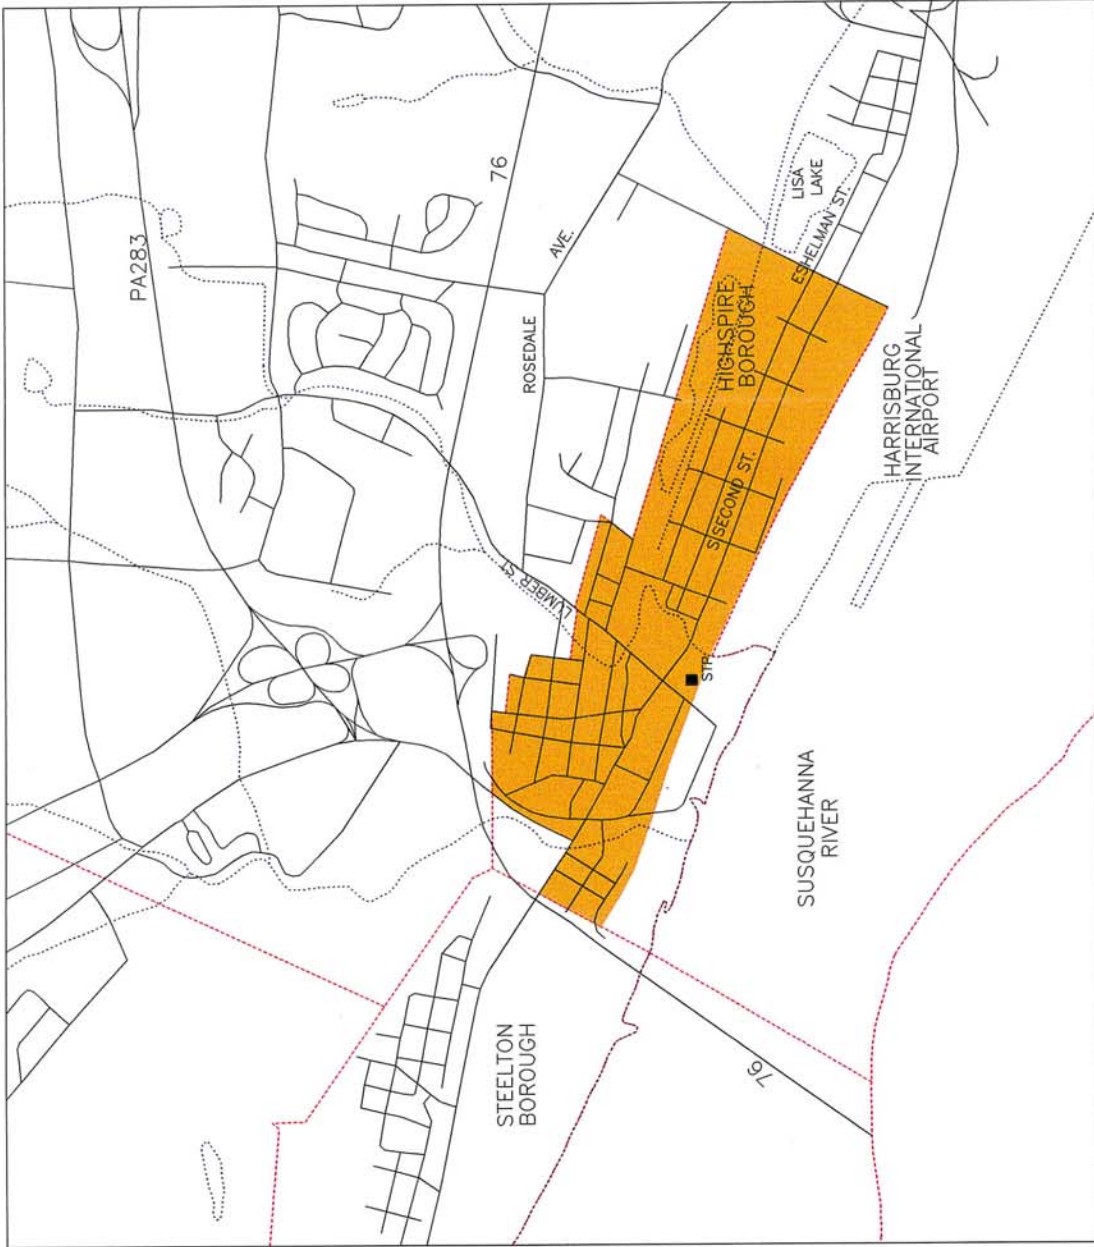 PA283
76
LISA
LAKE
ESHELMAN ST.
AVE.
ROSEDALE
HIGHSPIRE
BOROUGH
HARRISBURG
INTERNATIONAL
AIRPORT
S SECOND ST.
LUMBER ST
STP
SUSQUEHANNA
RIVER
STEELTON
BOROUGH
76